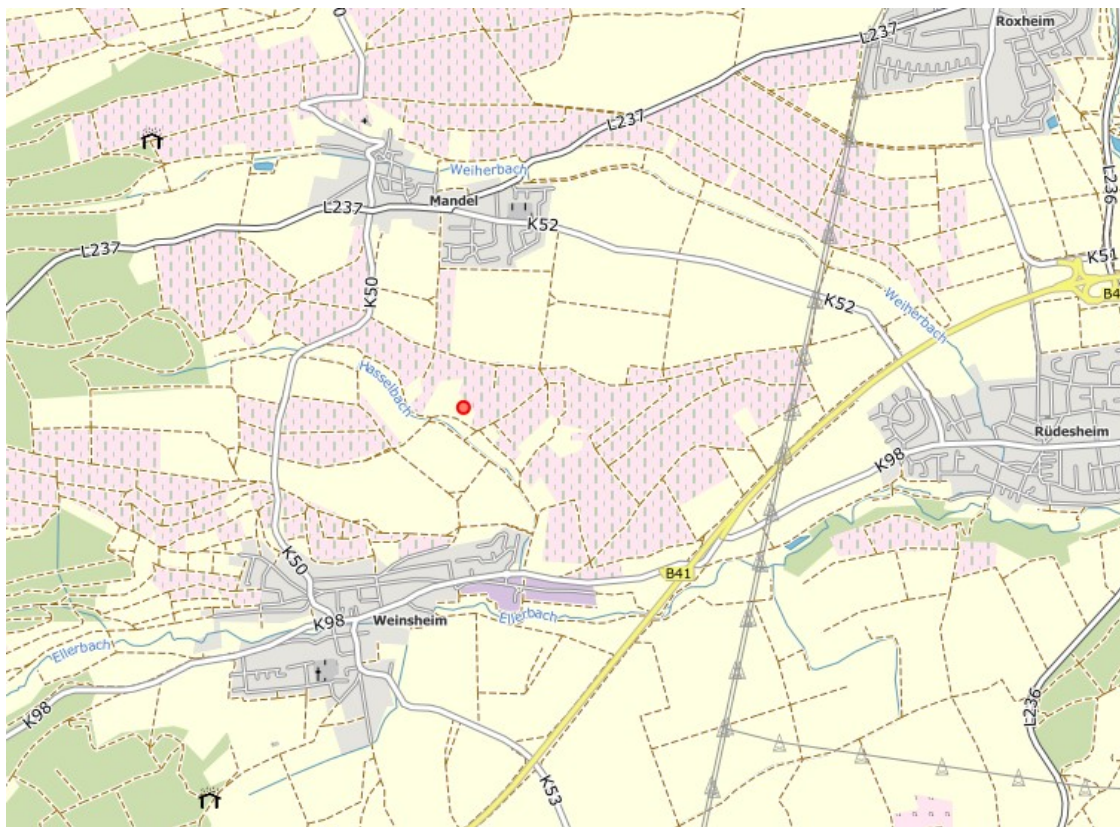 Roxheim
L237
L237
L236
Weiherbach
Mandel
L237
K52
L237
K51
K50
B4
Weiherbach
K52
Hasselbach
Rüdesheim
K98
K50
B41
Ellerbach
Weinsheim
K98
Ellerbach
L236
K98
K53